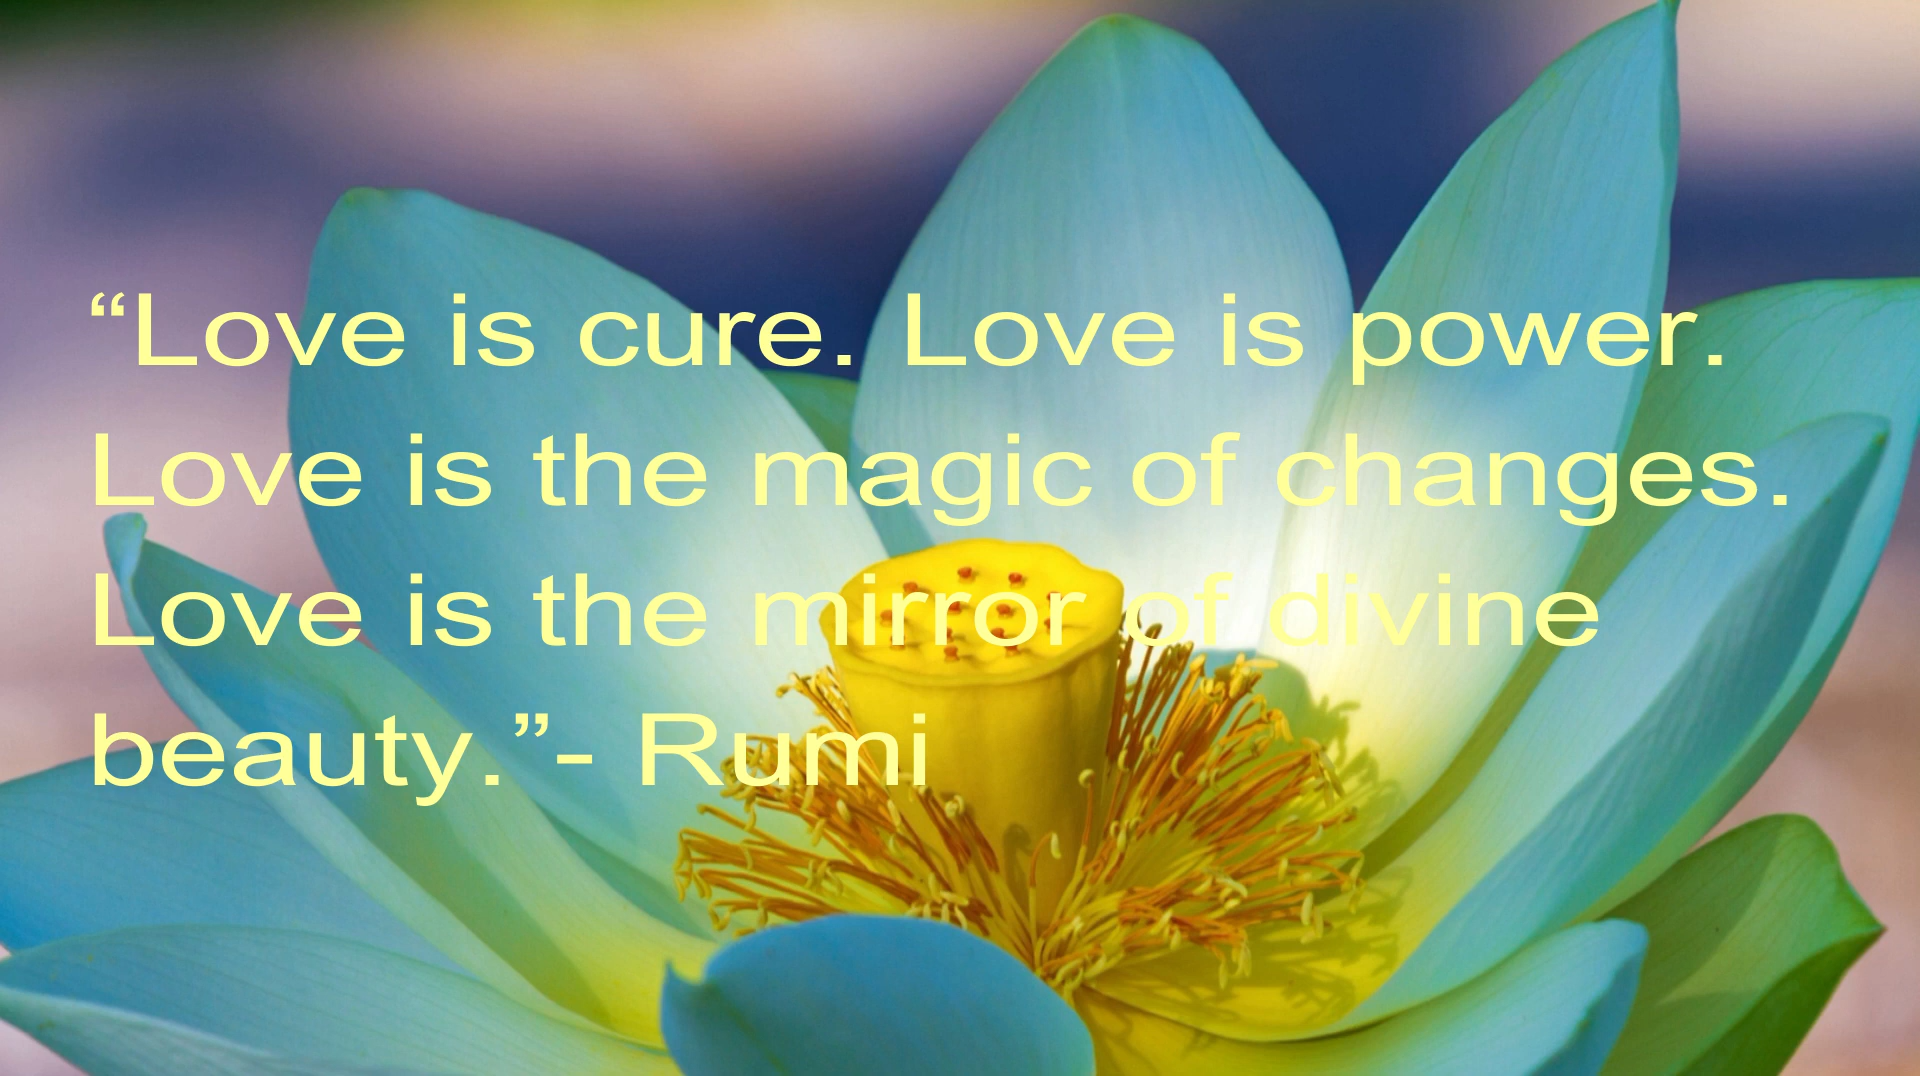 “Love is cure. Love is power.
Love is the magic of changes.
Love is the mirror of divine
beauty.”- Rumi